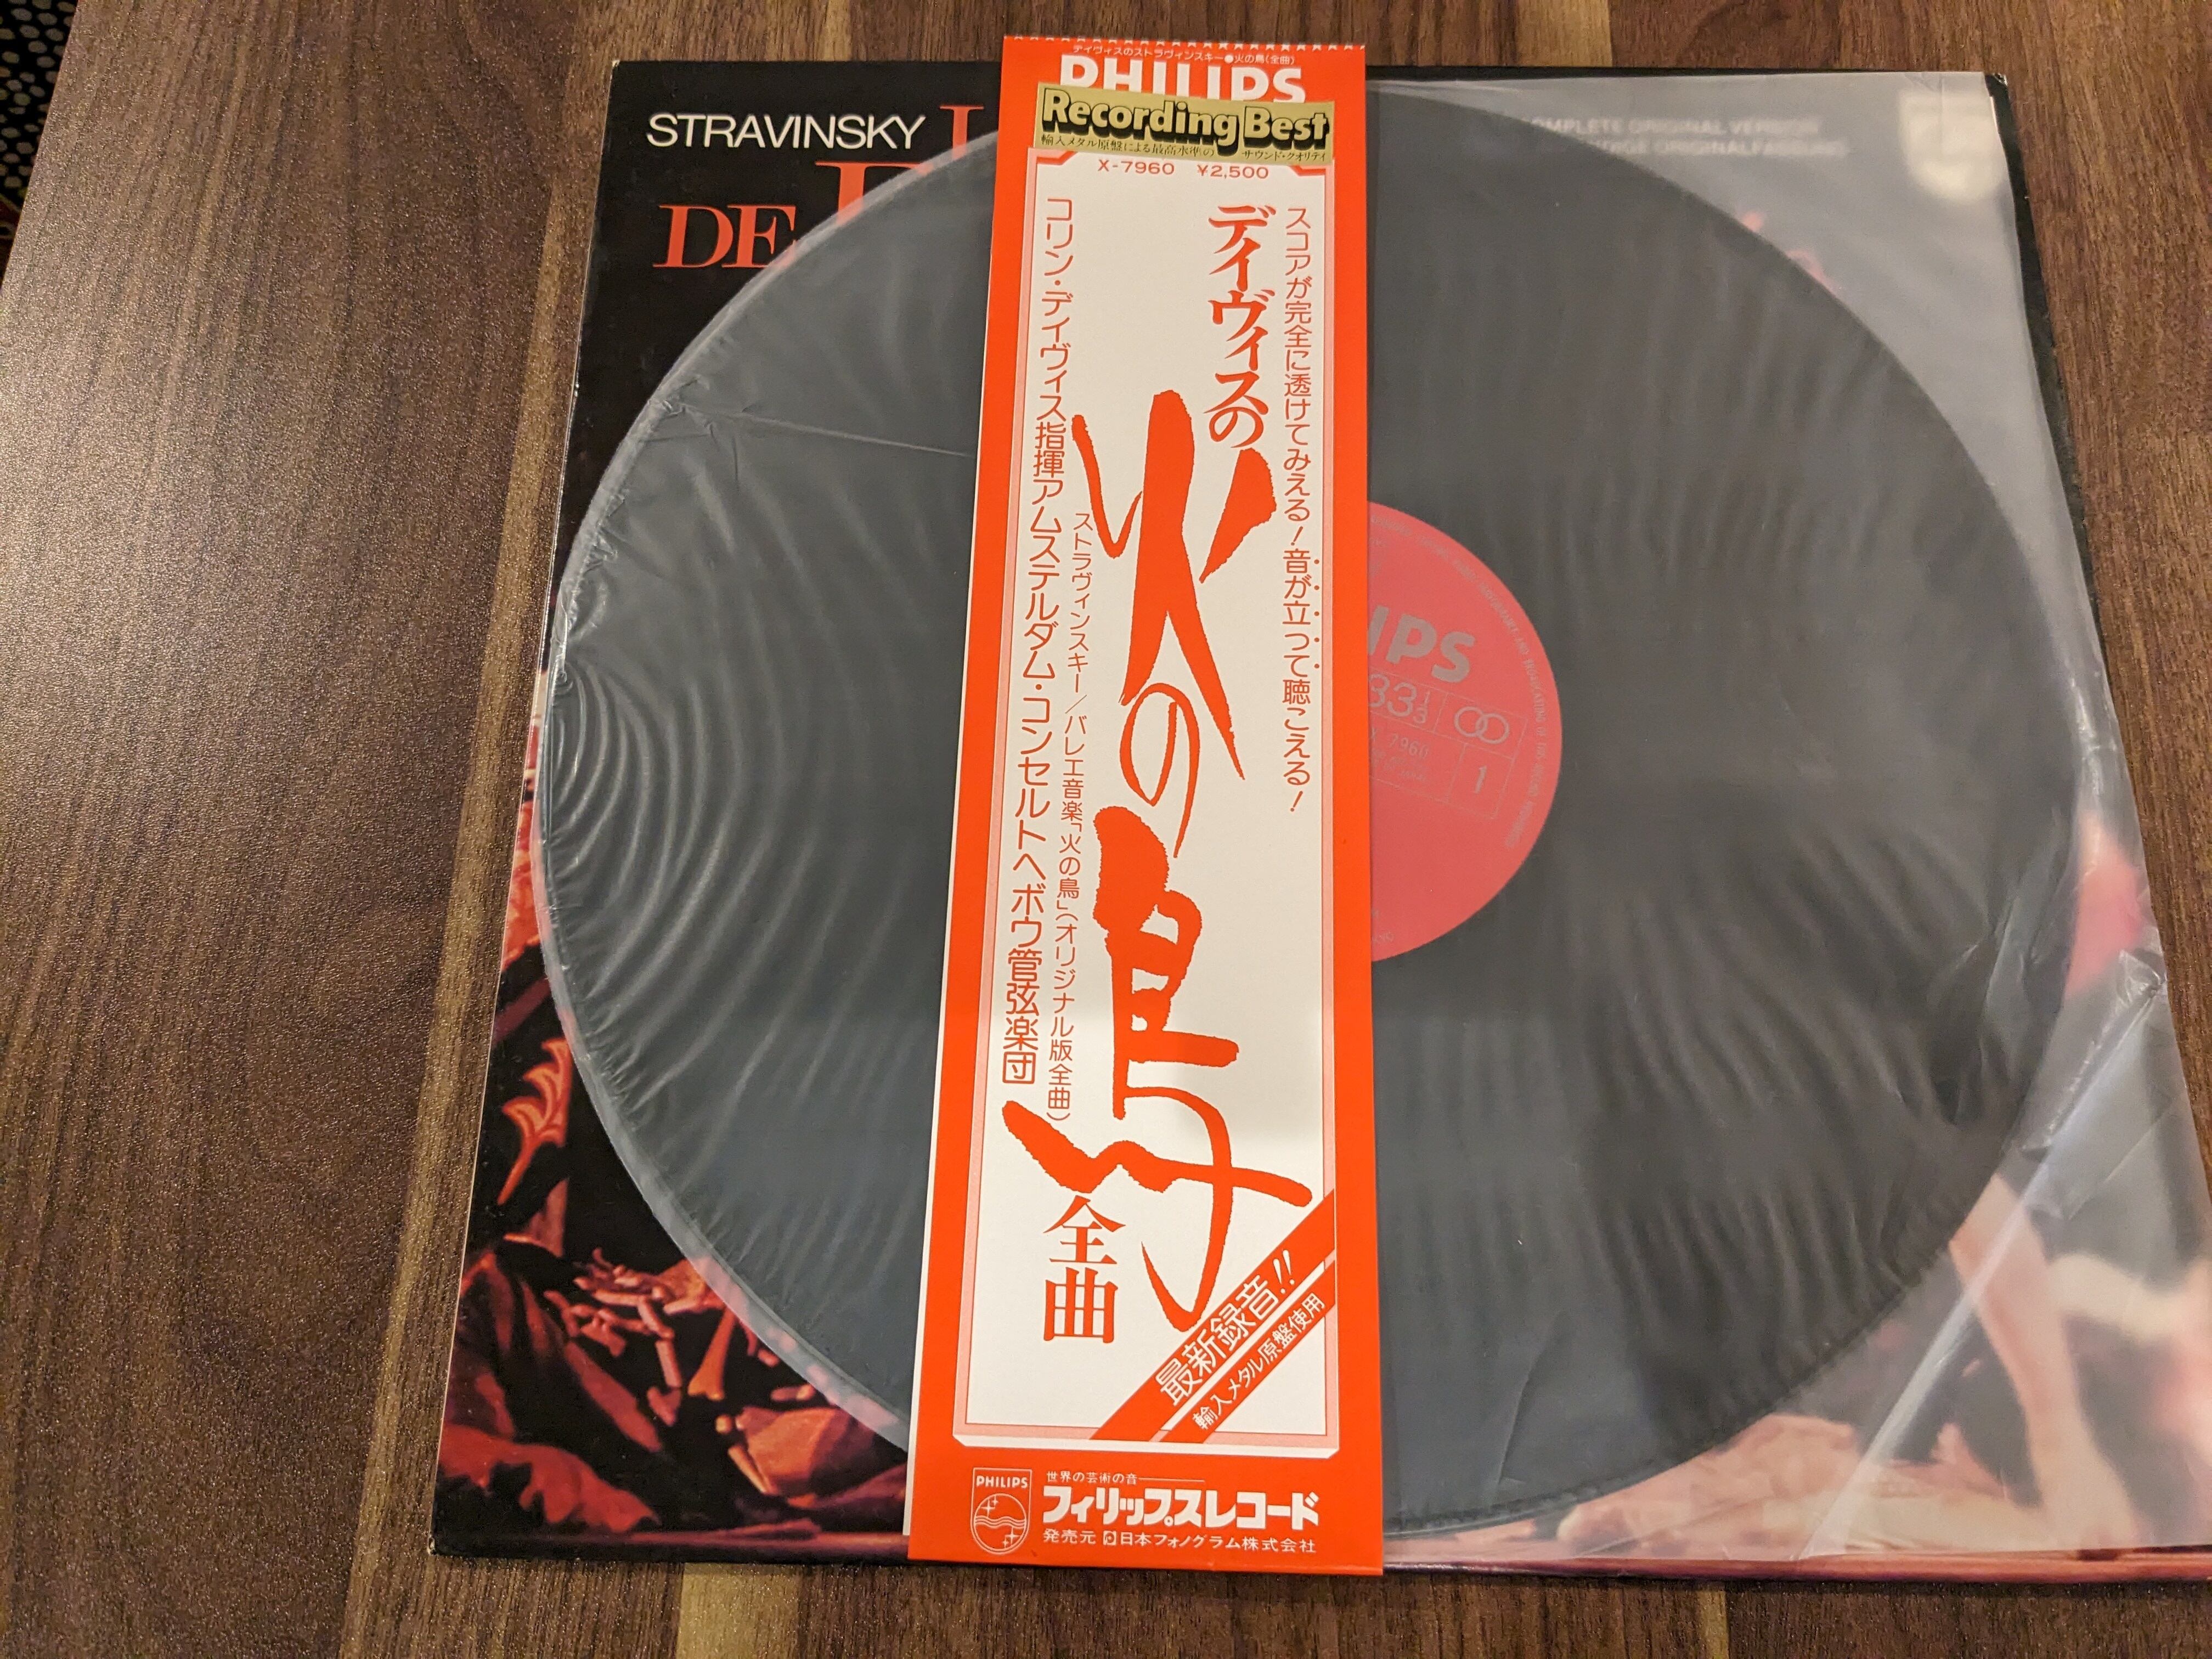 デイヴィスのストラヴィンスキー●火の鳥(全曲)
PHILIPS
Recording Best
輸入メタル原盤による最高水準の サウンド・クオリティ
X-7960 ¥2,500
スコアが完全に透けてみえる!音が立って聴こえる!
デイヴィスの
火の鳥
全曲
ストラヴィンスキー/バレエ音楽「火の鳥」(オリジナル版全曲)
コリン・デイヴィス指揮アムステルダム・コンセルトヘボウ管弦楽団
最新録音!!
輸入メタル原盤使用
PHILIPS
世界の芸術の音
フィリップスレコード
発売元 日本フォノグラム株式会社
STRAVINSKY
DE
COMPLETE ORIGINAL VERSION
ORIGINALFASSUNG
IPS
33 1/3
X 7960
1